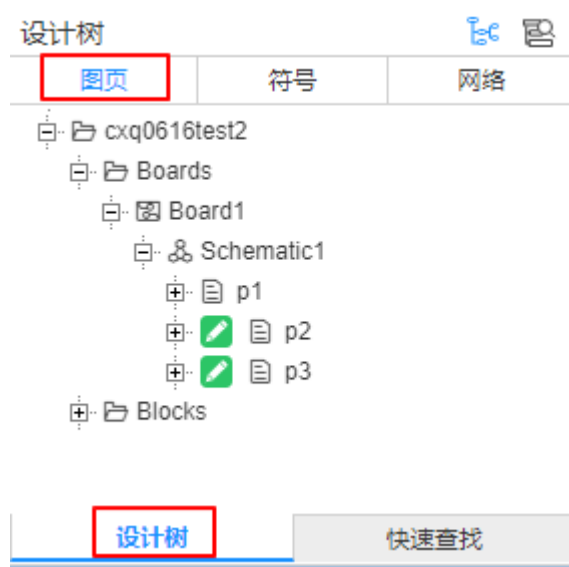 设计树
图页 符号 网络
cxq0616test2
Boards
Board1
Schematic1
p1
p2
p3
Blocks
设计树 快速查找